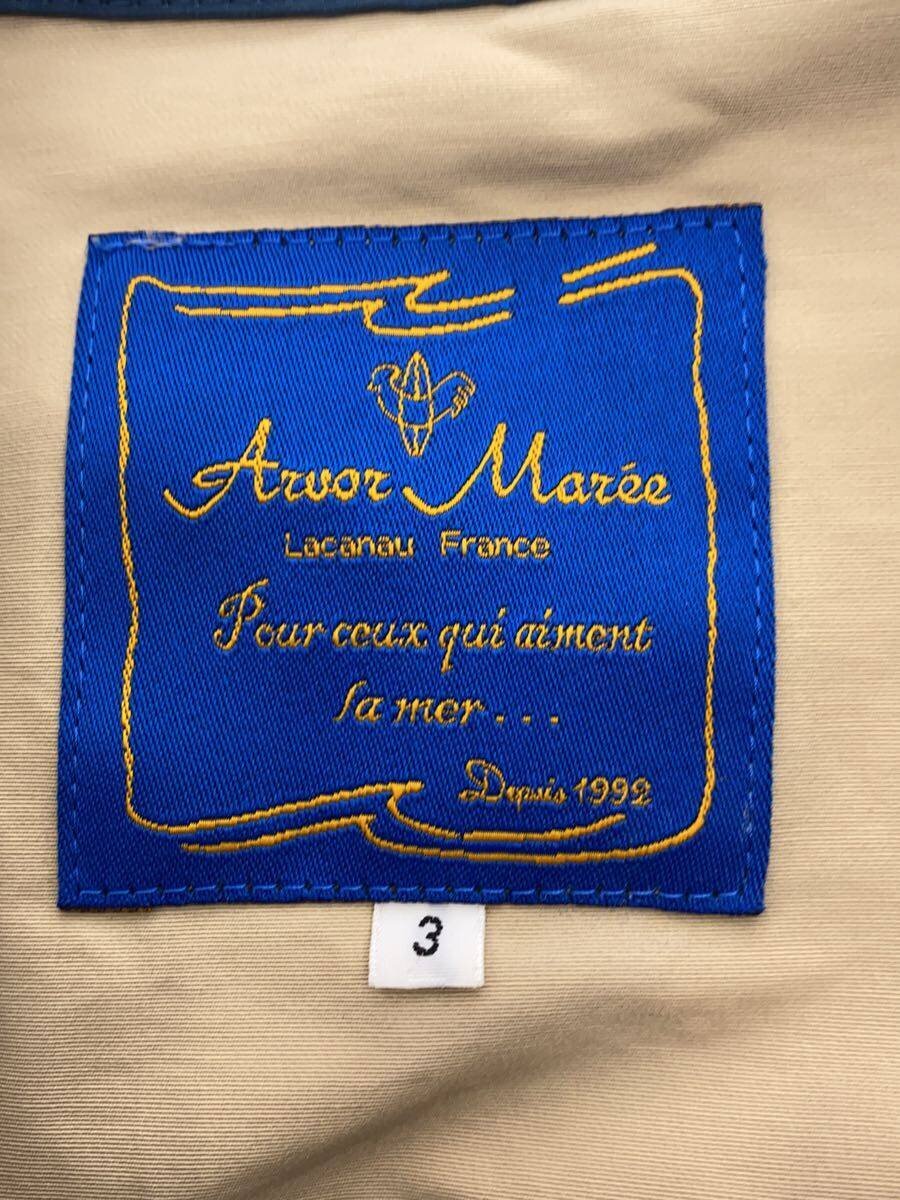 Arvor Marée
Lacanau France
Pour ceux qui aiment
la mer...
Depuis 1992
3